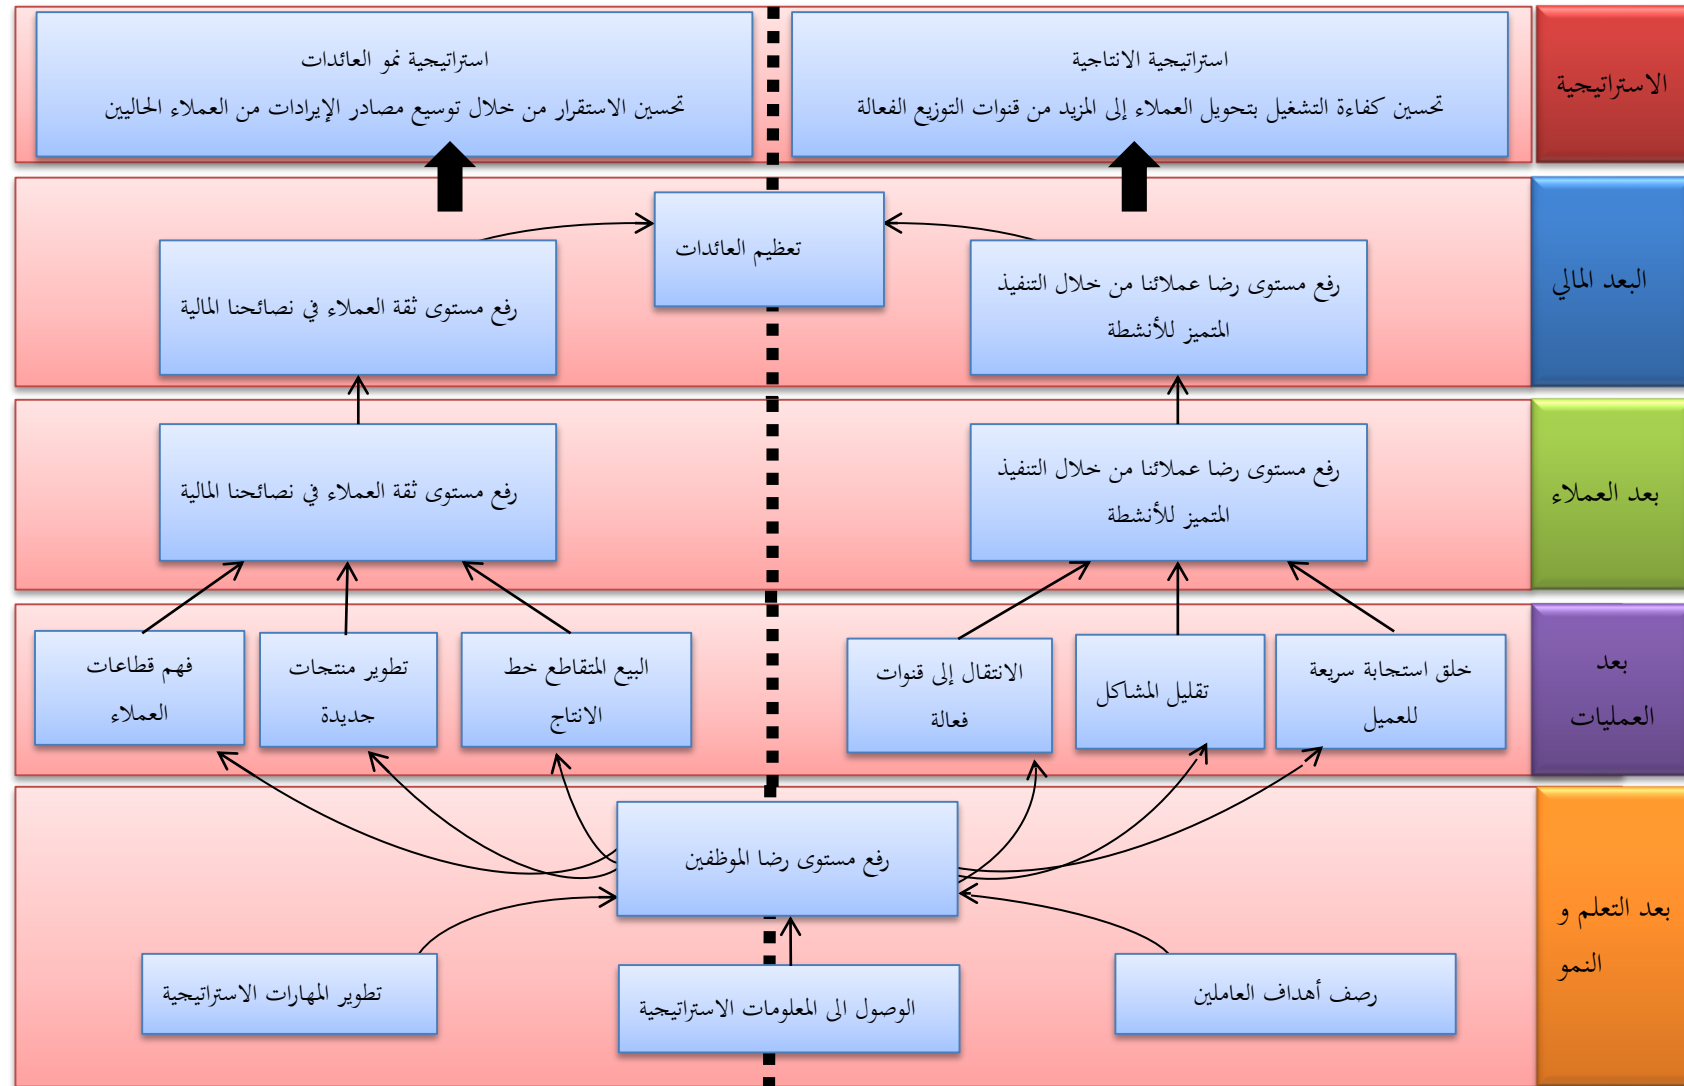 الاستراتيجية
استراتيجية الانتاجية
تحسين كفاءة التشغيل بتحويل العملاء إلى المزيد من قنوات التوزيع الفعالة
استراتيجية نمو العائدات
تحسين الاستقرار من خلال توسيع مصادر الإيرادات من العملاء الحاليين
البعد المالي
رفع مستوى رضا عملائنا من خلال التنفيذ
المتميز للأنشطة
تعظيم العائدات
رفع مستوى ثقة العملاء في نصائحنا المالية
بعد العملاء
رفع مستوى رضا عملائنا من خلال التنفيذ
المتميز للأنشطة
رفع مستوى ثقة العملاء في نصائحنا المالية
بعد
العمليات
خلق استجابة سريعة
للعميل
تقليل المشاكل
الانتقال إلى قنوات
فعالة
البيع المتقاطع خط
الانتاج
تطوير منتجات
جديدة
فهم قطاعات
العملاء
بعد التعلم و
النمو
رفع مستوى رضا الموظفين
رصف أهداف العاملين
الوصول الى المعلومات الاستراتيجية
تطوير المهارات الاستراتيجية